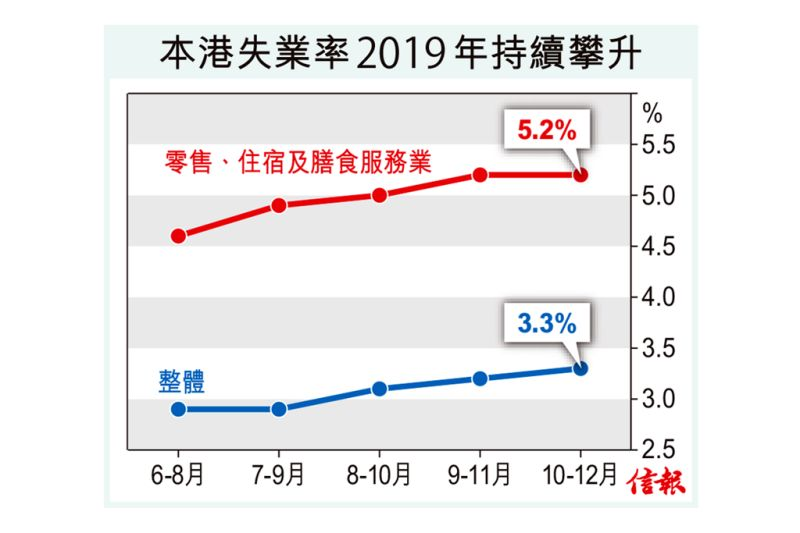 本港失業率2019年持續攀升
%
5.2%
5.5
零售、住宿及膳食服務業
5.0
4.5
4.0
3.3%
3.5
整體
3.0
2.5
6-8月 7-9月 8-10月 9-11月 10-12月
信報